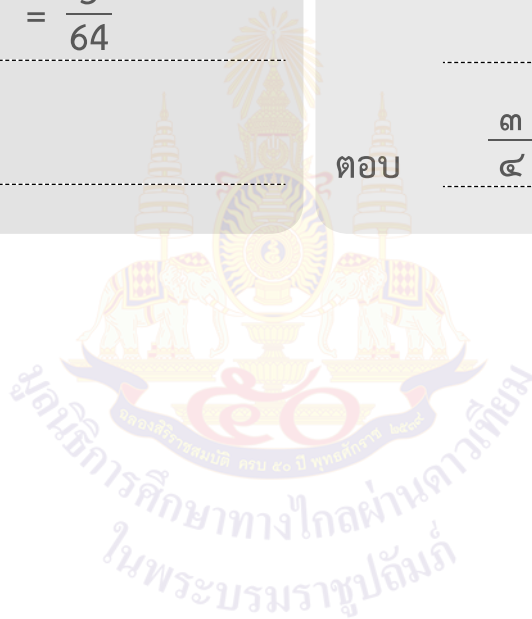 = 64
ตอบ ๓
๔
ฉลองสิริราชสมบัติ ครบ ๕๐ ปี พุทธศักราช ๒๕๓๙
๕๐
มูลนิธิการศึกษาทางไกลผ่านดาวเทียม
ในพระบรมราชูปถัมภ์